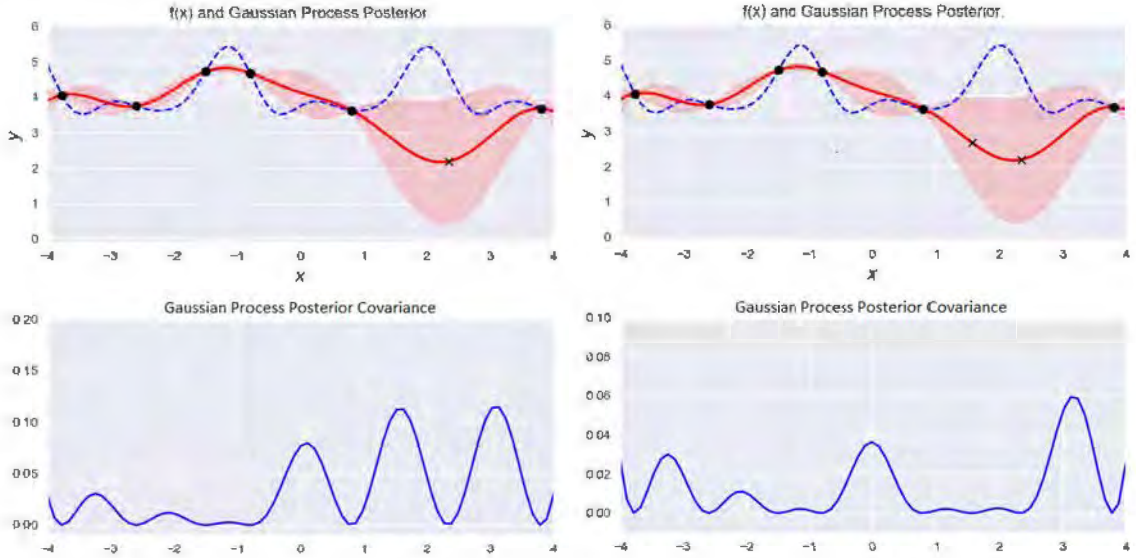 f(x) and Gaussian Process Posterior
6
5
4
3
2
1
0
y
-4 -3 -2 -1 0 1 2 3 4
x
f(x) and Gaussian Process Posterior
6
5
4
3
2
1
0
y
-4 -3 -2 -1 0 1 2 3 4
x
Gaussian Process Posterior Covariance
0.20
0.15
0.10
0.05
0.00
-4 -3 -2 -1 0 1 2 3 4
Gaussian Process Posterior Covariance
0.10
0.08
0.06
0.04
0.02
0.00
-4 -3 -2 -1 0 1 2 3 4